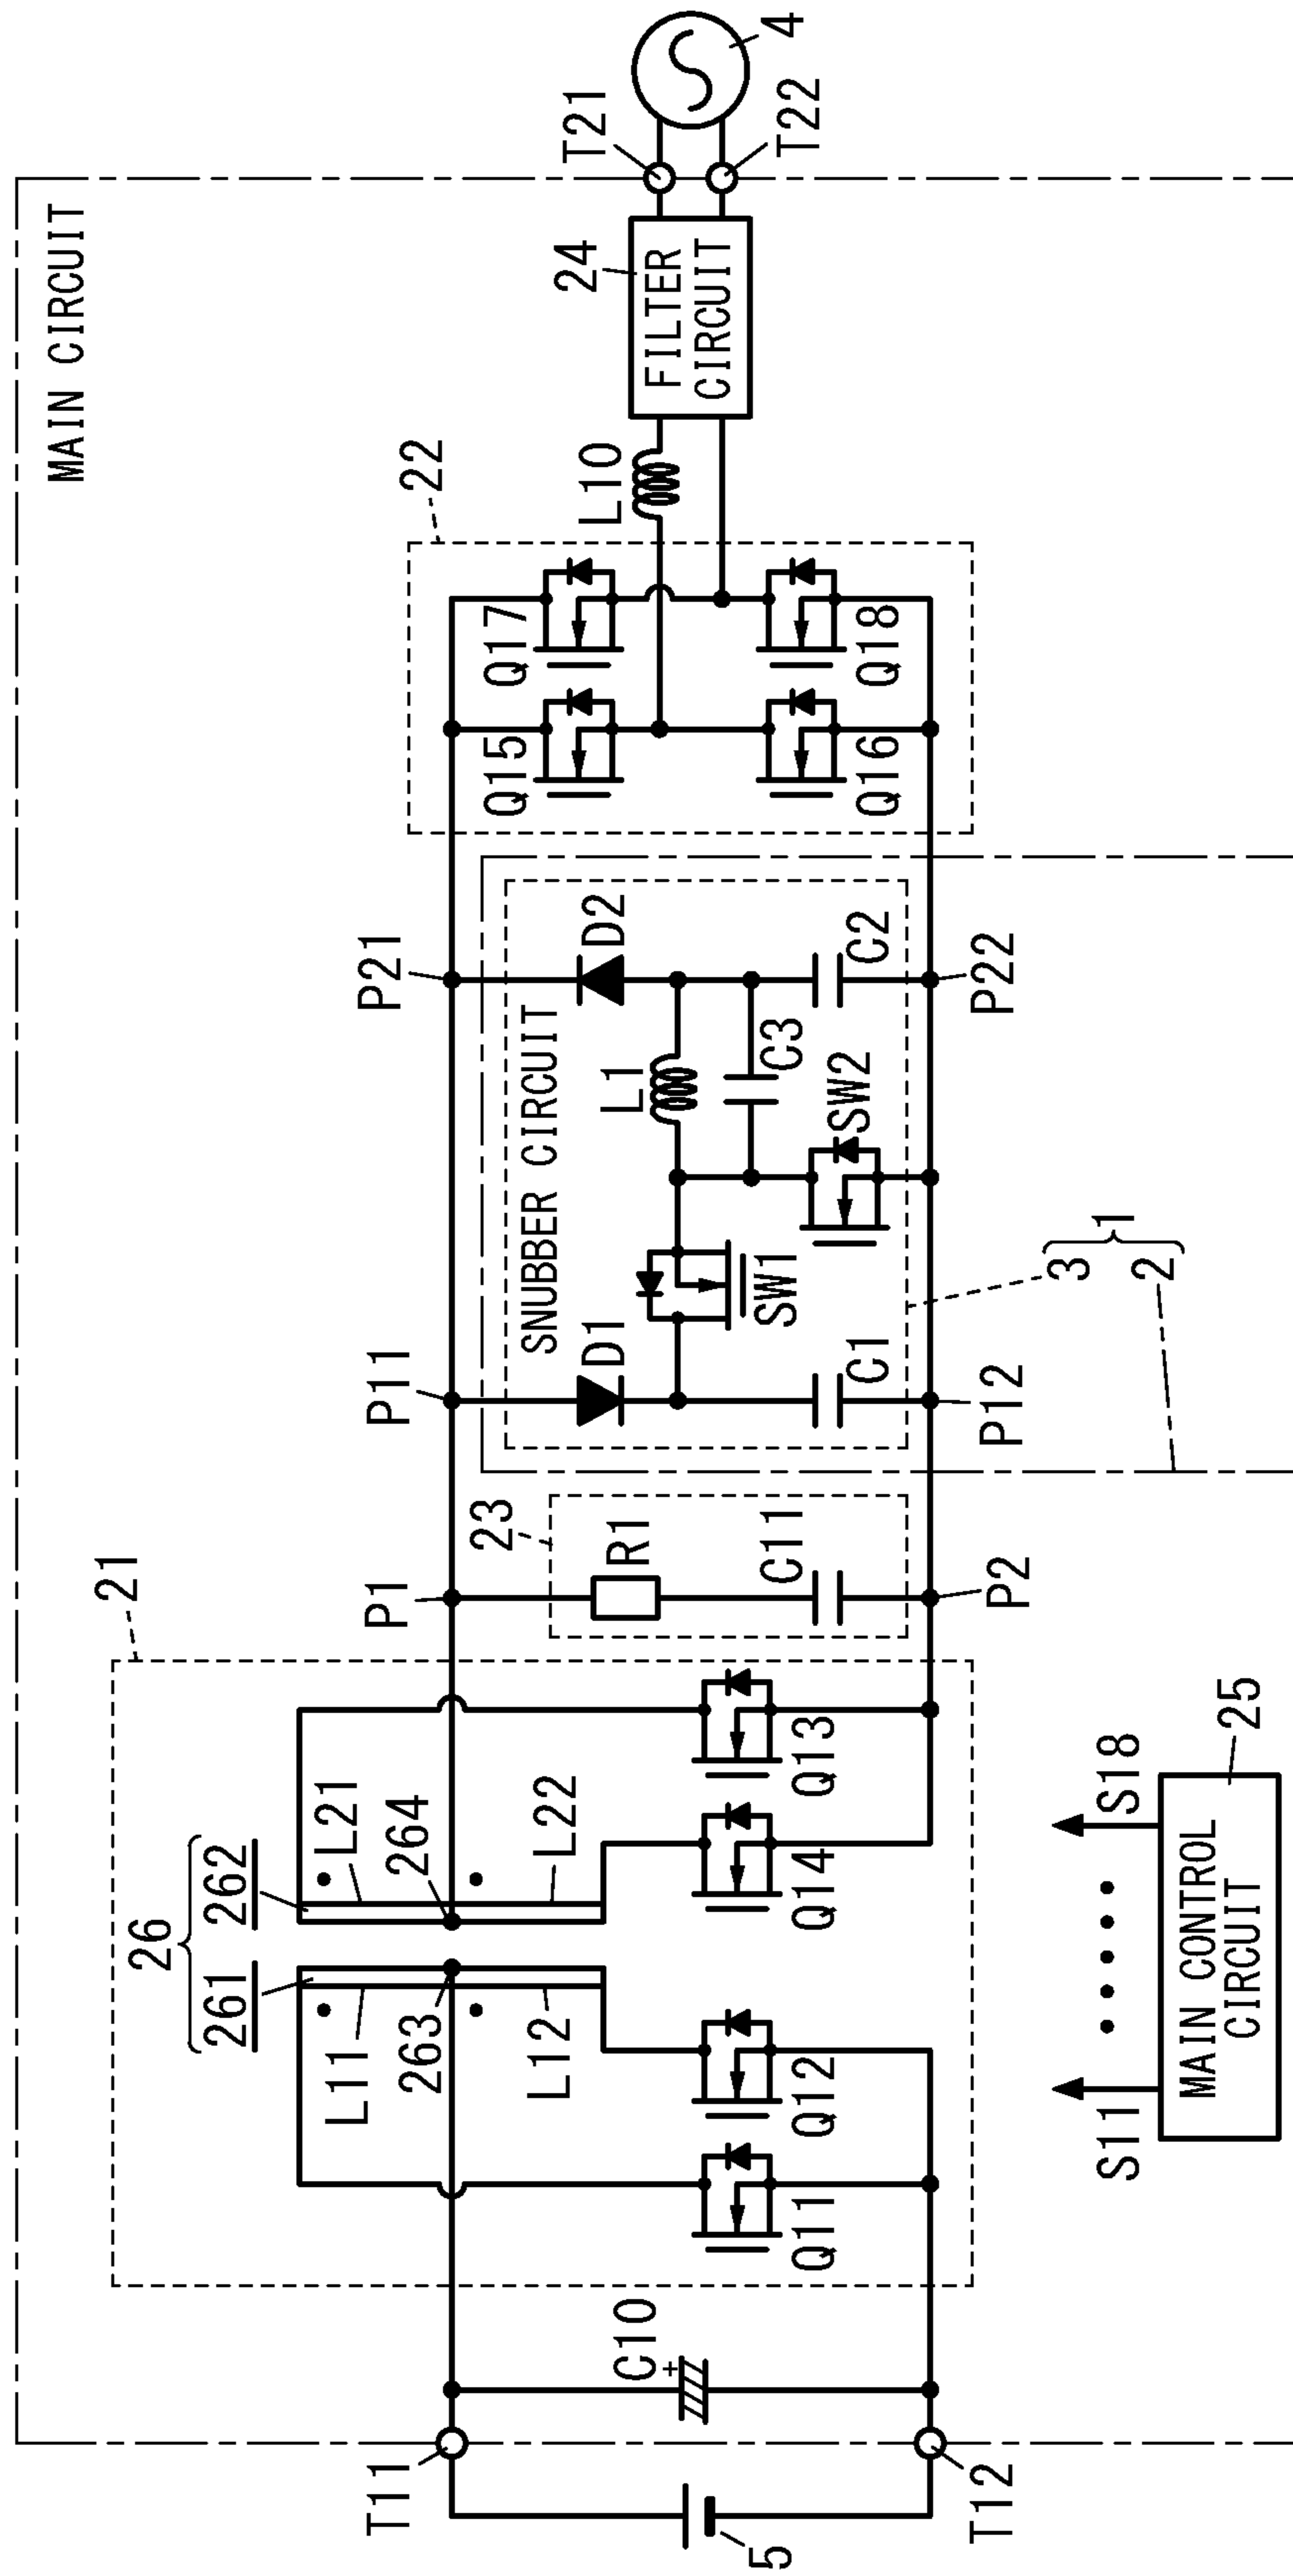 MAIN CIRCUIT
21
26
261
262
L11
L21
263
264
L12
L22
Q11
Q12
Q14
Q13
T11
C10
+
5
T12
P1
23
R1
C11
P2
P11
P21
SNUBBER CIRCUIT
D1
D2
L1
SW1
C3
SW2
C1
C2
P12
P22
3
2
1
22
Q15
Q17
Q16
Q18
L10
24
FILTER
CIRCUIT
T21
T22
4
S11
S18
MAIN CONTROL
CIRCUIT
25